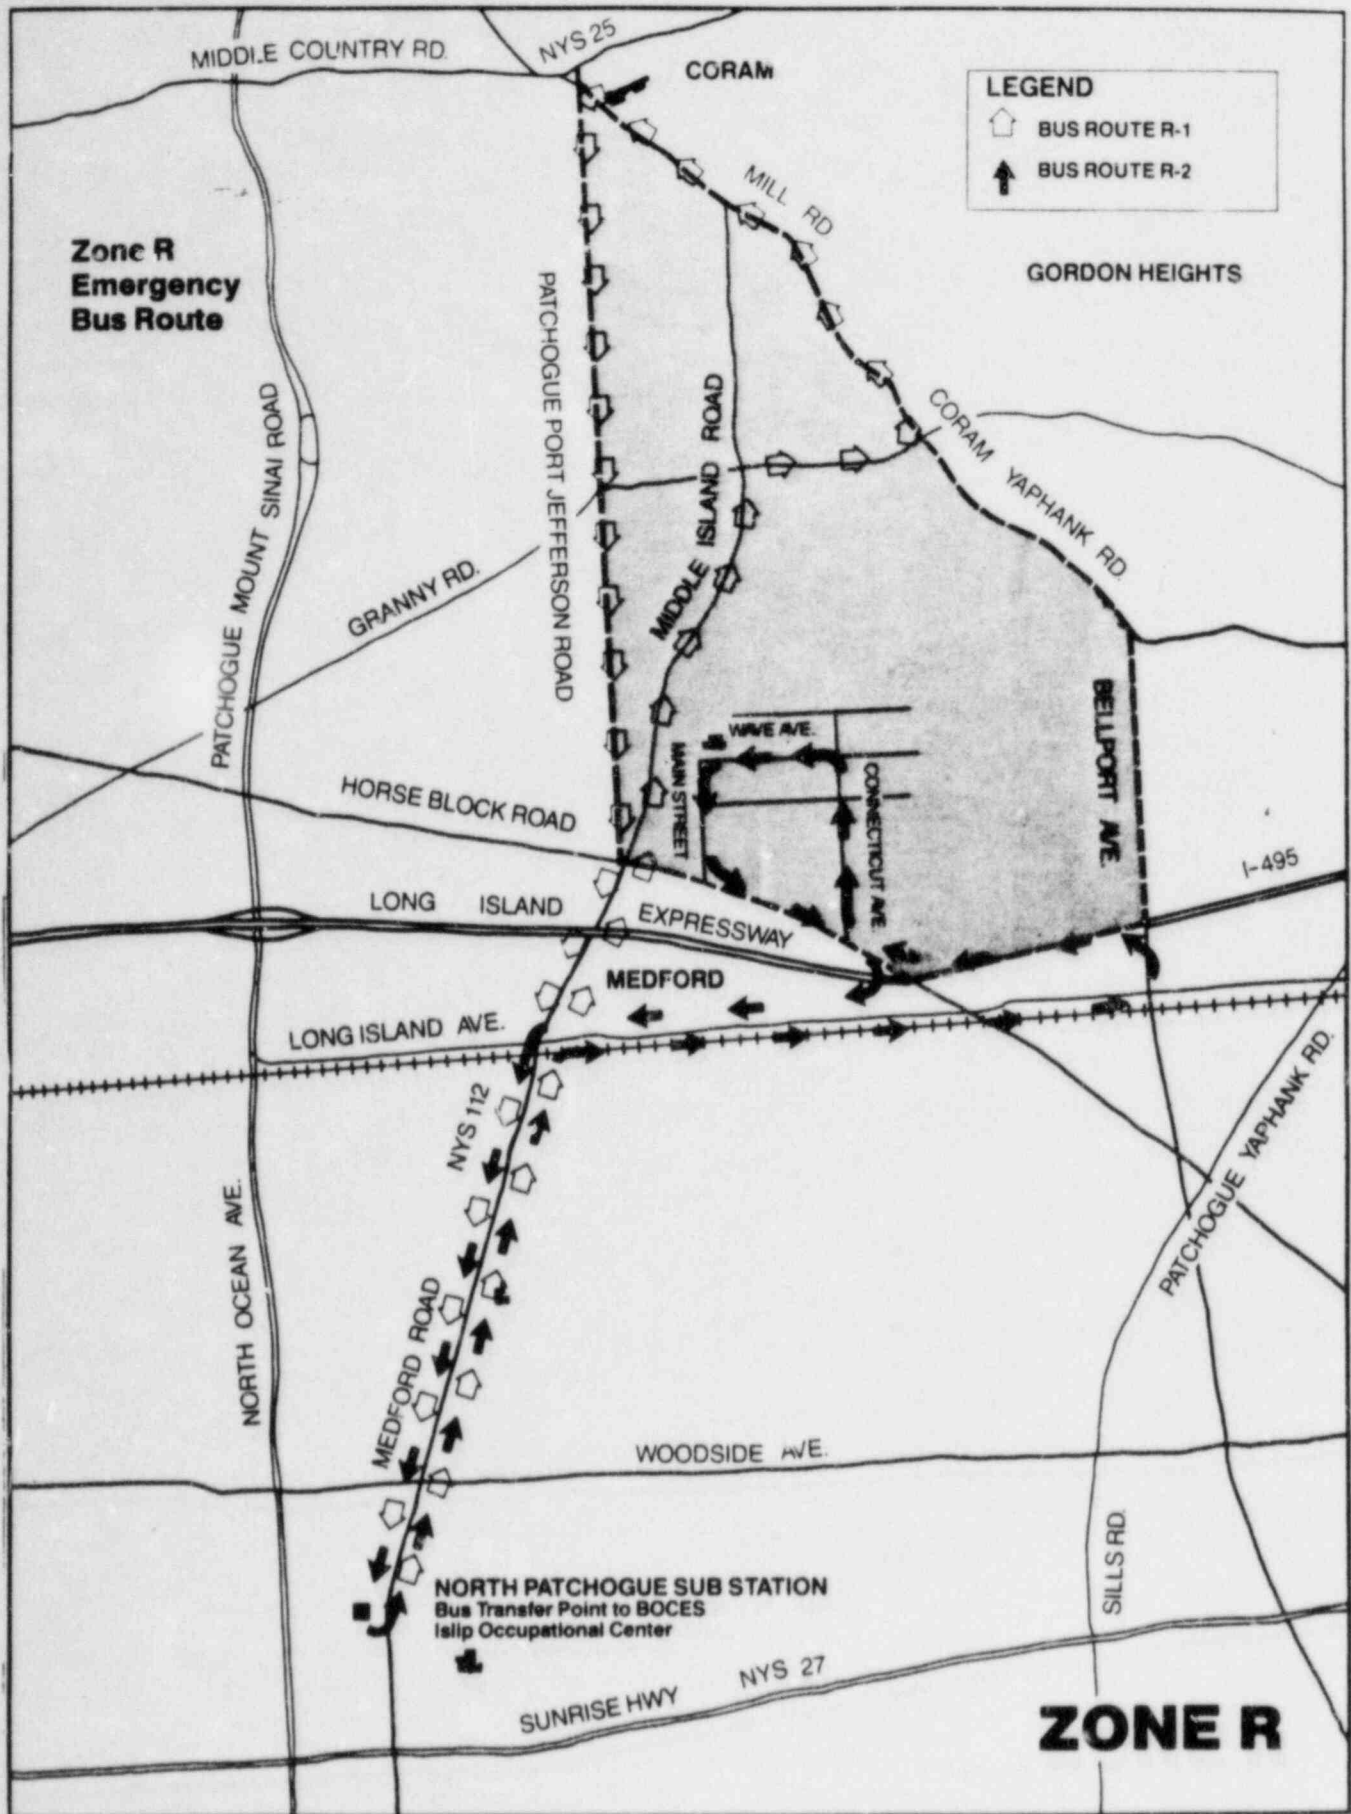 MIDDLE COUNTRY RD.
NYS 25
CORAM
LEGEND
BUS ROUTE R-1
BUS ROUTE R-2
MILL RD.
Zone R
Emergency
Bus Route
GORDON HEIGHTS
PATCHOGUE PORT JEFFERSON ROAD
PATCHOGUE MOUNT SINAI ROAD
MIDDLE ISLAND ROAD
CORAM YAPHANK RD.
GRANNY RD.
BELLPORT AVE.
WAVE AVE.
MAIN STREET
CONNECTICUT AVE.
HORSE BLOCK ROAD
I-495
LONG ISLAND EXPRESSWAY
MEDFORD
LONG ISLAND AVE.
NYS 112
PATCHOGUE YAPHANK RD.
NORTH OCEAN AVE.
MEDFORD ROAD
WOODSIDE AVE.
SILLS RD.
NORTH PATCHOGUE SUB STATION
Bus Transfer Point to BOCES
Islip Occupational Center
NYS 27
SUNRISE HWY
ZONE R